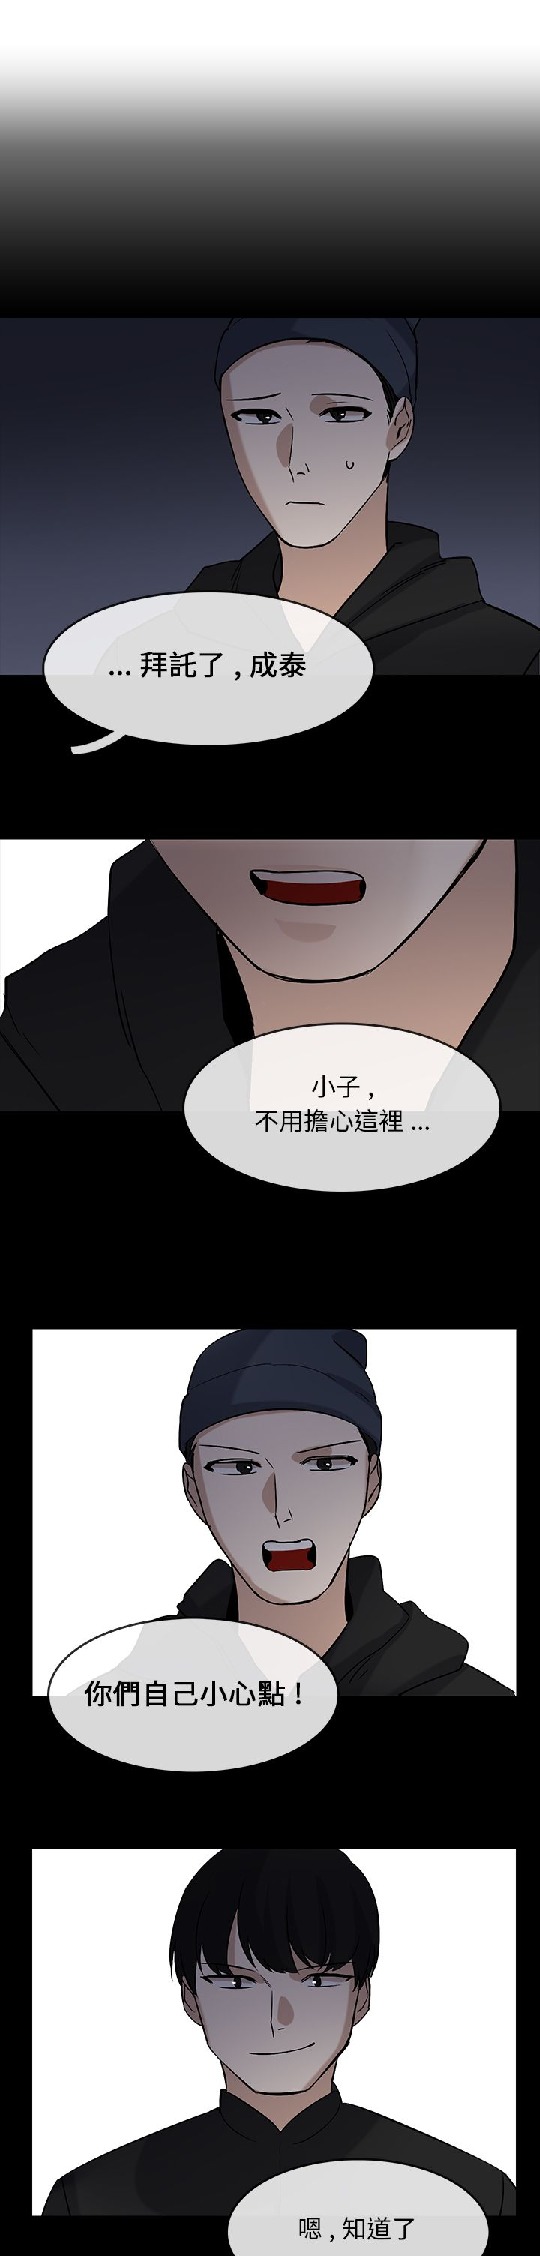 ... 拜託了 , 成泰
小子 ,
不用擔心這裡 ...
你們自己小心點 !
嗯 , 知道了